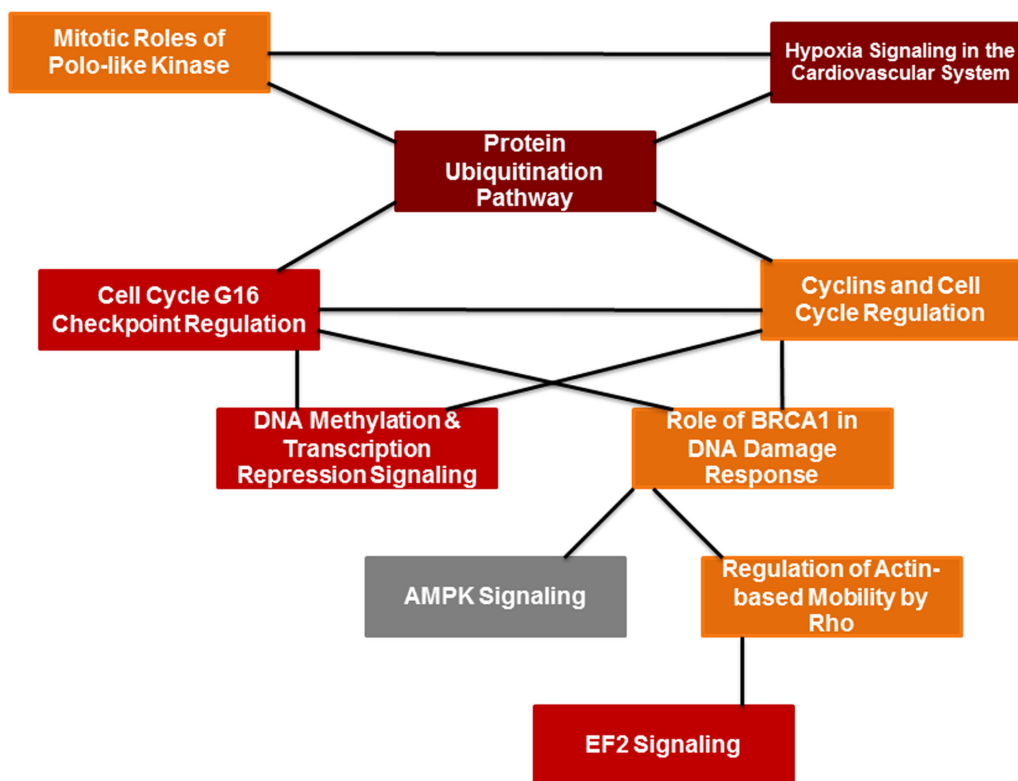 Mitotic Roles of
Polo-like Kinase
Hypoxia Signaling in the
Cardiovascular System
Protein
Ubiquitination
Pathway
Cell Cycle G16
Checkpoint Regulation
Cyclins and Cell
Cycle Regulation
DNA Methylation &
Transcription
Repression Signaling
Role of BRCA1 in
DNA Damage
Response
AMPK Signaling
Regulation of Actin-
based Mobility by
Rho
EF2 Signaling